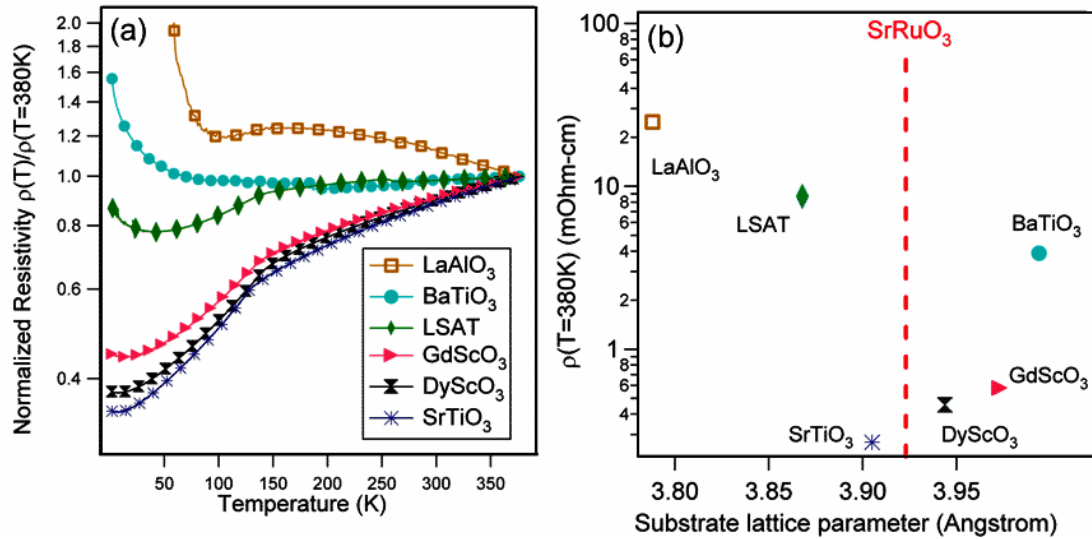 (a)
Normalized Resistivity ρ(T)/ρ(T=380K)
2.0
1.8
1.6
1.4
1.2
1.0
0.8
0.6
0.4
LaAlO₃
BaTiO₃
LSAT
GdScO₃
DyScO₃
SrTiO₃
50 100 150 200 250 300 350
Temperature (K)
(b)
SrRuO₃
ρ(T=380K) (mOhm-cm)
100
8
6
4
2
10
8
6
4
2
1
8
6
4
LaAlO₃
LSAT
BaTiO₃
GdScO₃
SrTiO₃
DyScO₃
3.80 3.85 3.90 3.95
Substrate lattice parameter (Angstrom)